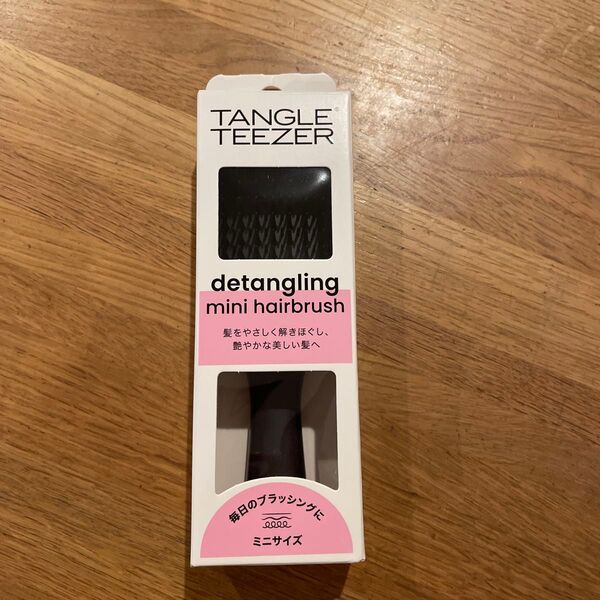 TANGLE
TEEZER®
detangling
mini hairbrush
髪をやさしく解きほぐし、
艶やかな美しい髪へ
毎日のブラッシングに
ミニサイズ